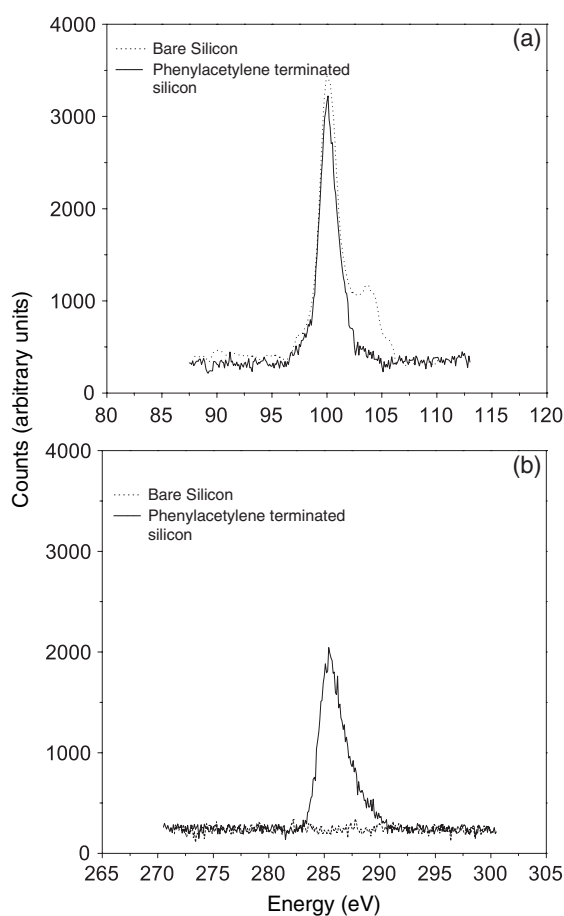 4000
(a)
Bare Silicon
Phenylacetylene terminated
silicon
3000
2000
1000
0
80 85 90 95 100 105 110 115 120
Counts (arbitrary units)
4000
(b)
Bare Silicon
Phenylacetylene terminated
silicon
3000
2000
1000
0
265 270 275 280 285 290 295 300 305
Energy (eV)